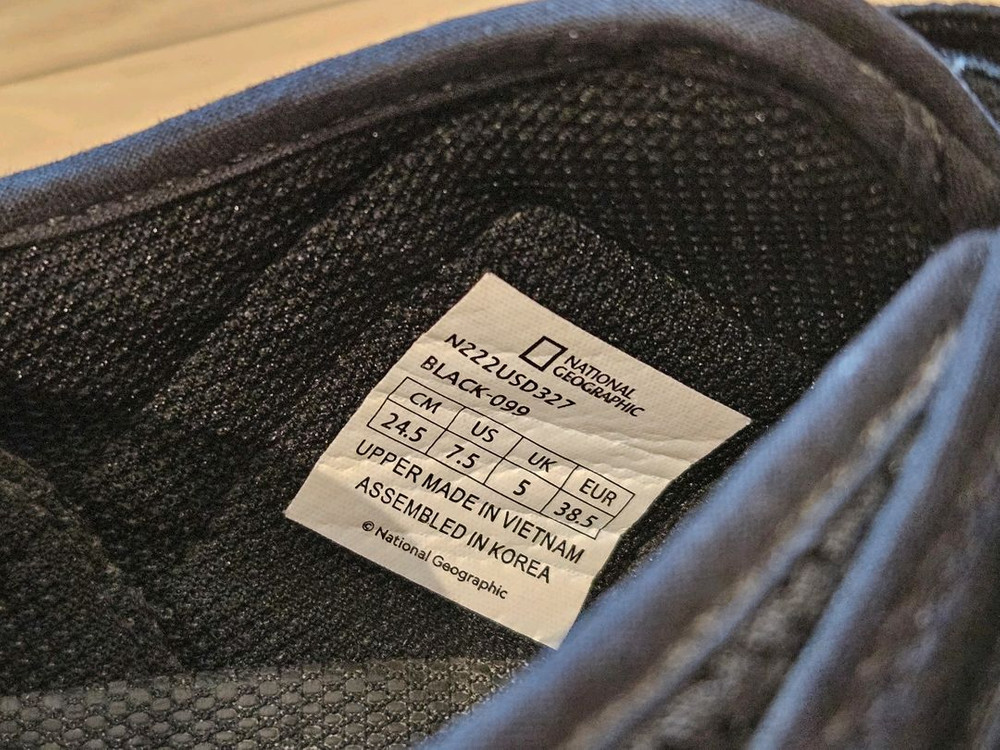 NATIONAL
GEOGRAPHIC
N222USD327
BLACK-099
CM US UK EUR
24.5 7.5 5 38.5
UPPER MADE IN VIETNAM
ASSEMBLED IN KOREA
©National Geographic